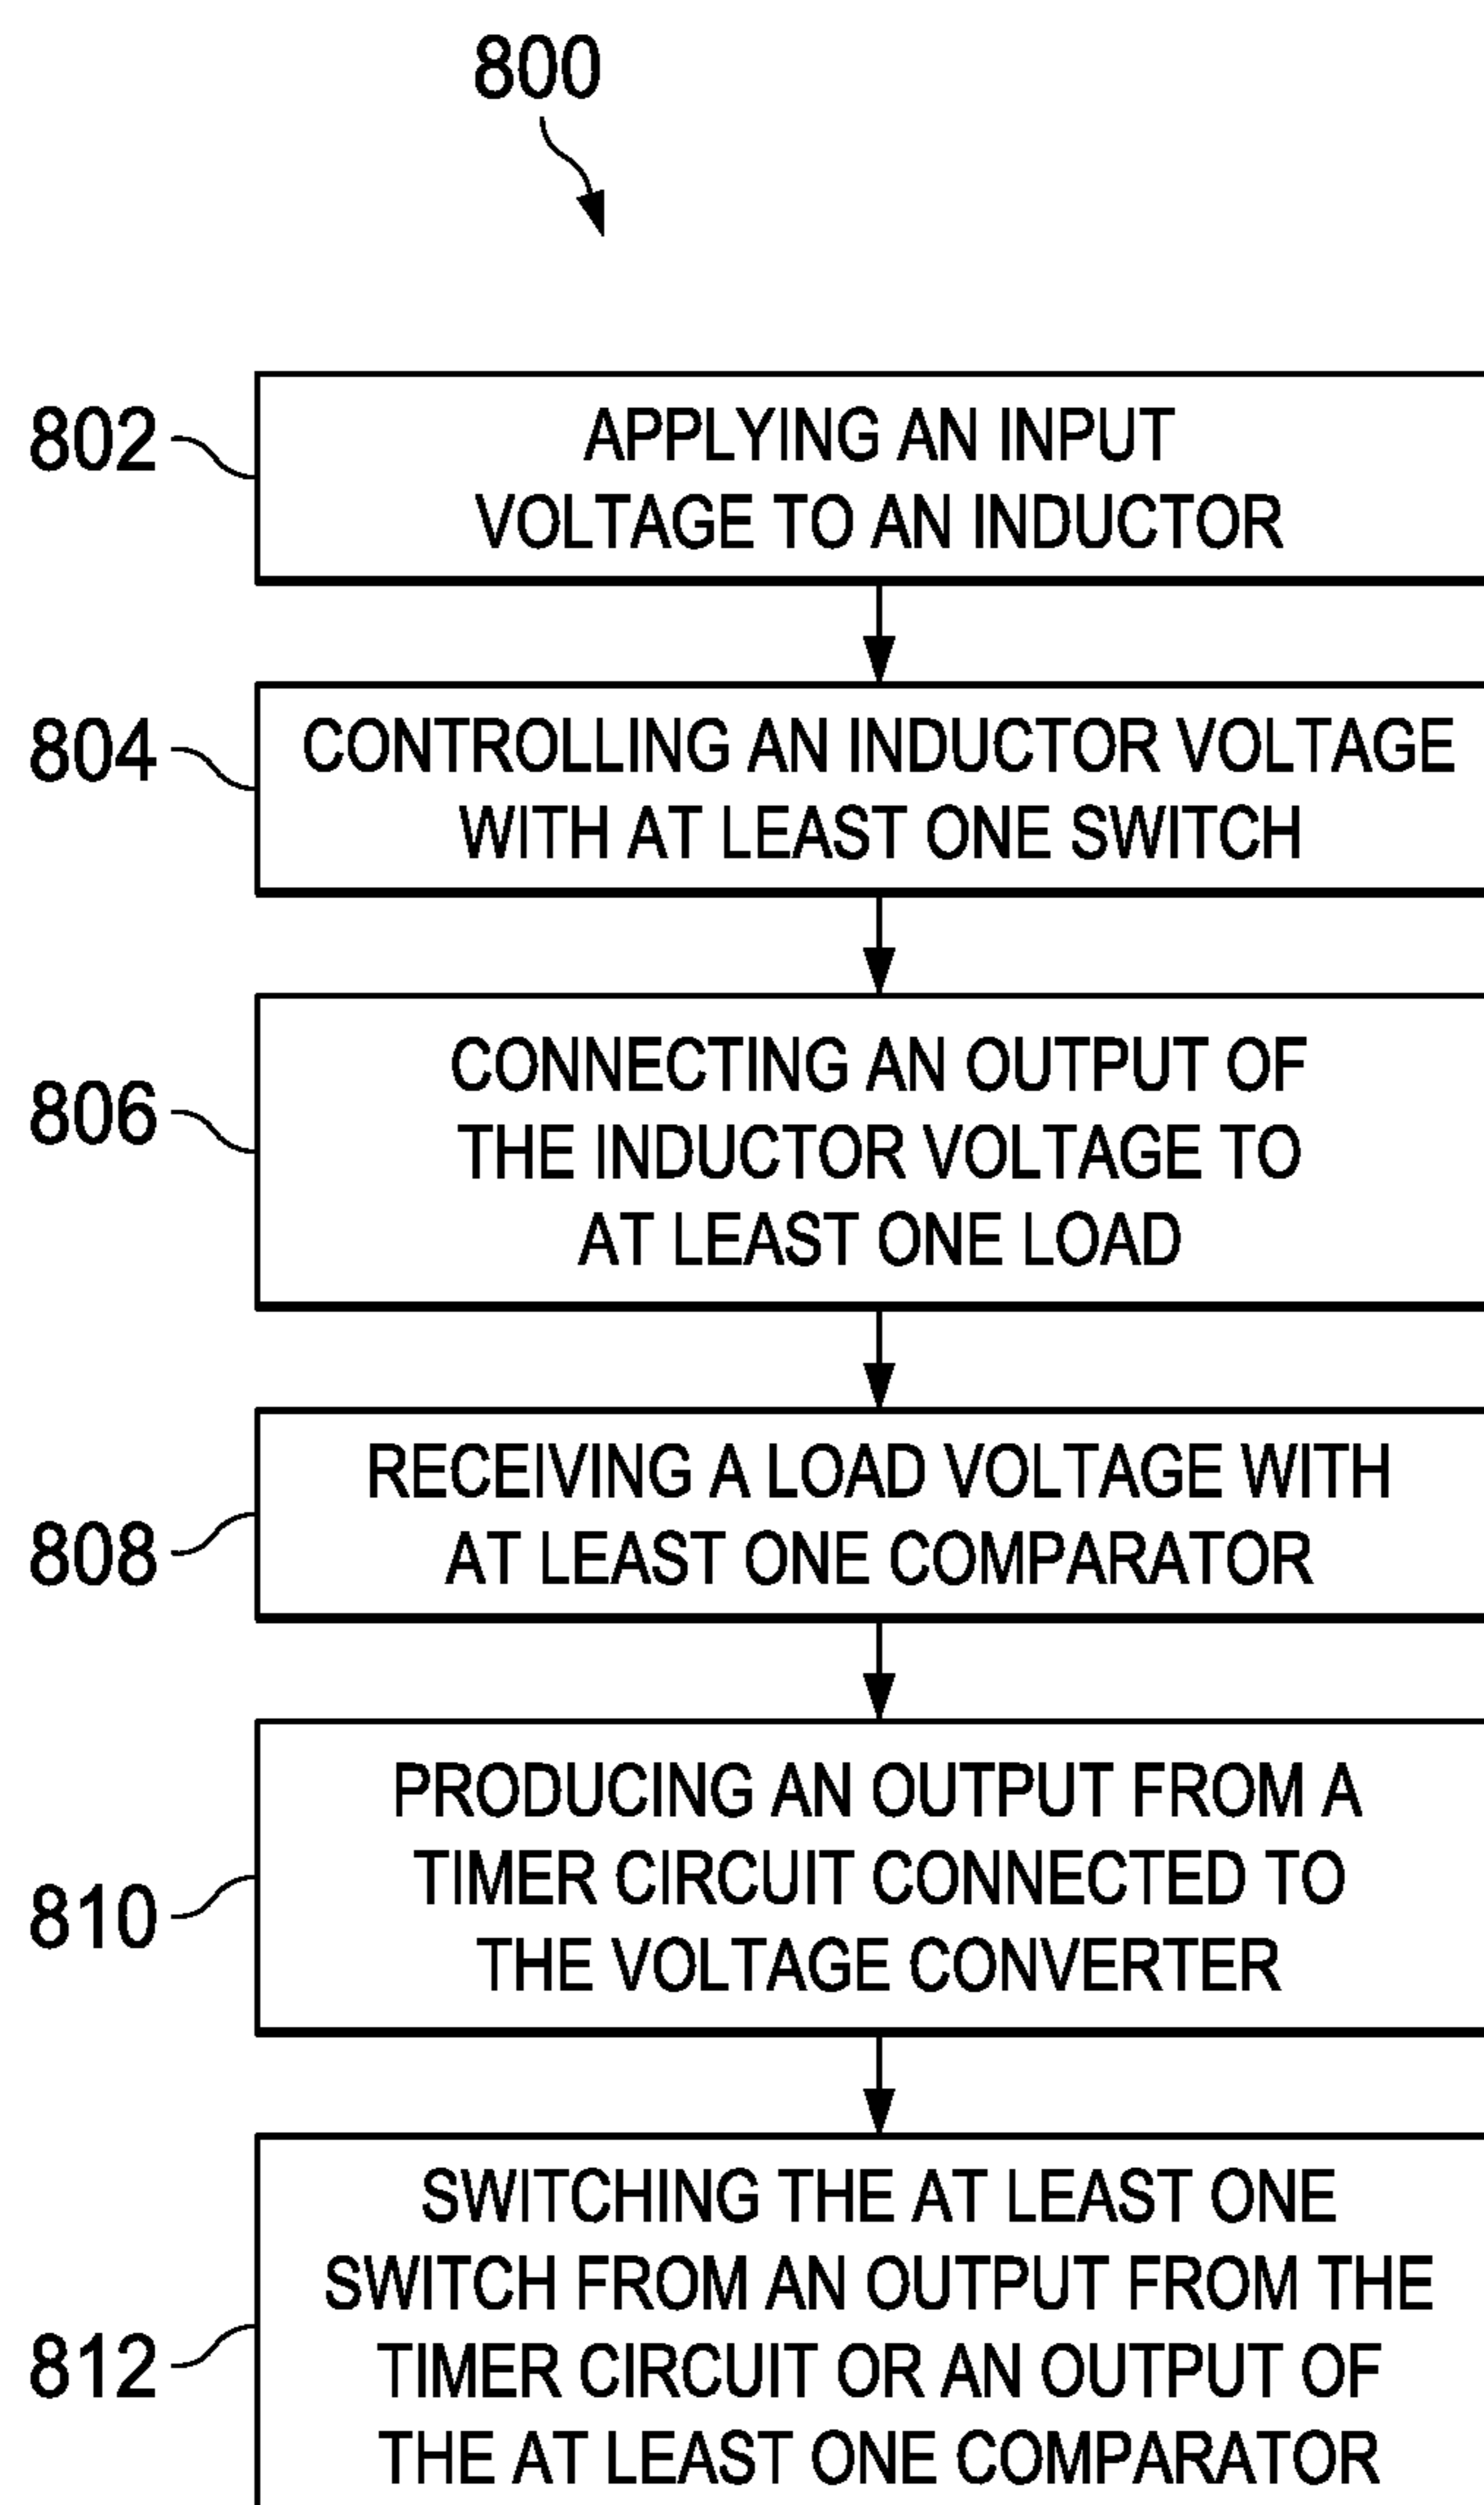 800
802
APPLYING AN INPUT
VOLTAGE TO AN INDUCTOR
804
CONTROLLING AN INDUCTOR VOLTAGE
WITH AT LEAST ONE SWITCH
806
CONNECTING AN OUTPUT OF
THE INDUCTOR VOLTAGE TO
AT LEAST ONE LOAD
808
RECEIVING A LOAD VOLTAGE WITH
AT LEAST ONE COMPARATOR
810
PRODUCING AN OUTPUT FROM A
TIMER CIRCUIT CONNECTED TO
THE VOLTAGE CONVERTER
812
SWITCHING THE AT LEAST ONE
SWITCH FROM AN OUTPUT FROM THE
TIMER CIRCUIT OR AN OUTPUT OF
THE AT LEAST ONE COMPARATOR